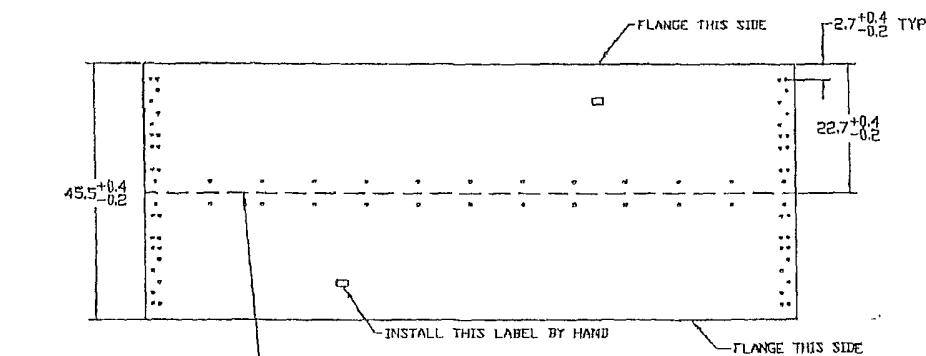 FLANGE THIS SIDE
2.7+0.4-0.2 TYP
22.7+0.4-0.2
45.5+0.4-0.2
INSTALL THIS LABEL BY HAND
FLANGE THIS SIDE